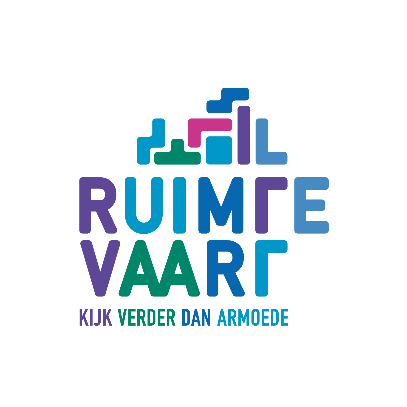 RUIMTE
VAART
KIJK VERDER DAN ARMOEDE